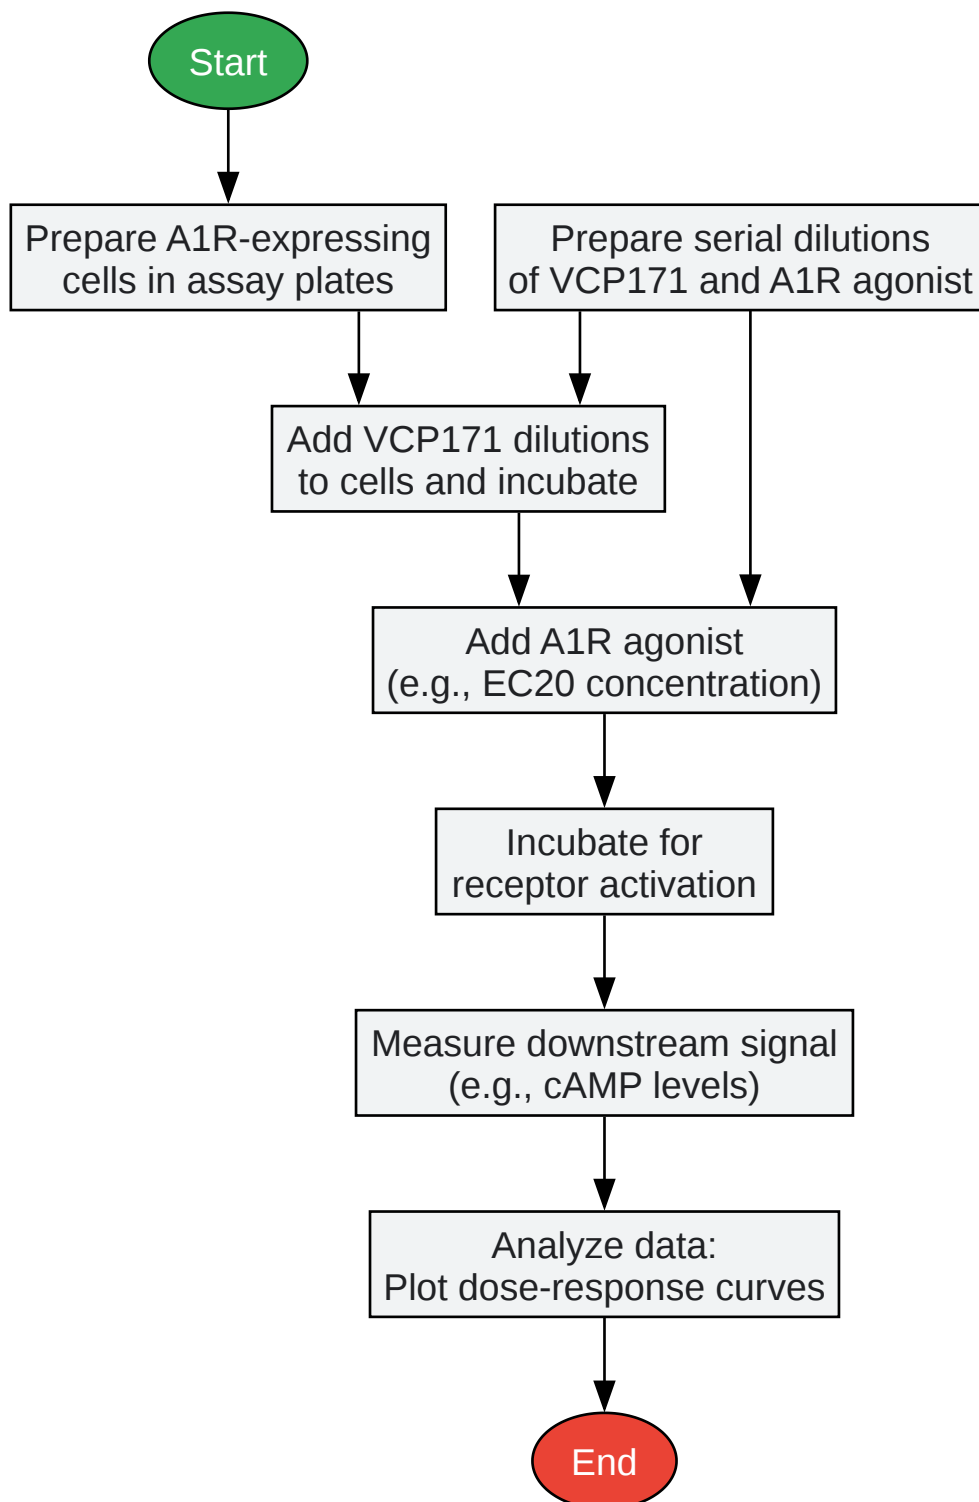 Start
Prepare A1R-expressing
cells in assay plates
Prepare serial dilutions
of VCP171 and A1R agonist
Add VCP171 dilutions
to cells and incubate
Add A1R agonist
(e.g., EC20 concentration)
Incubate for
receptor activation
Measure downstream signal
(e.g., cAMP levels)
Analyze data:
Plot dose-response curves
End